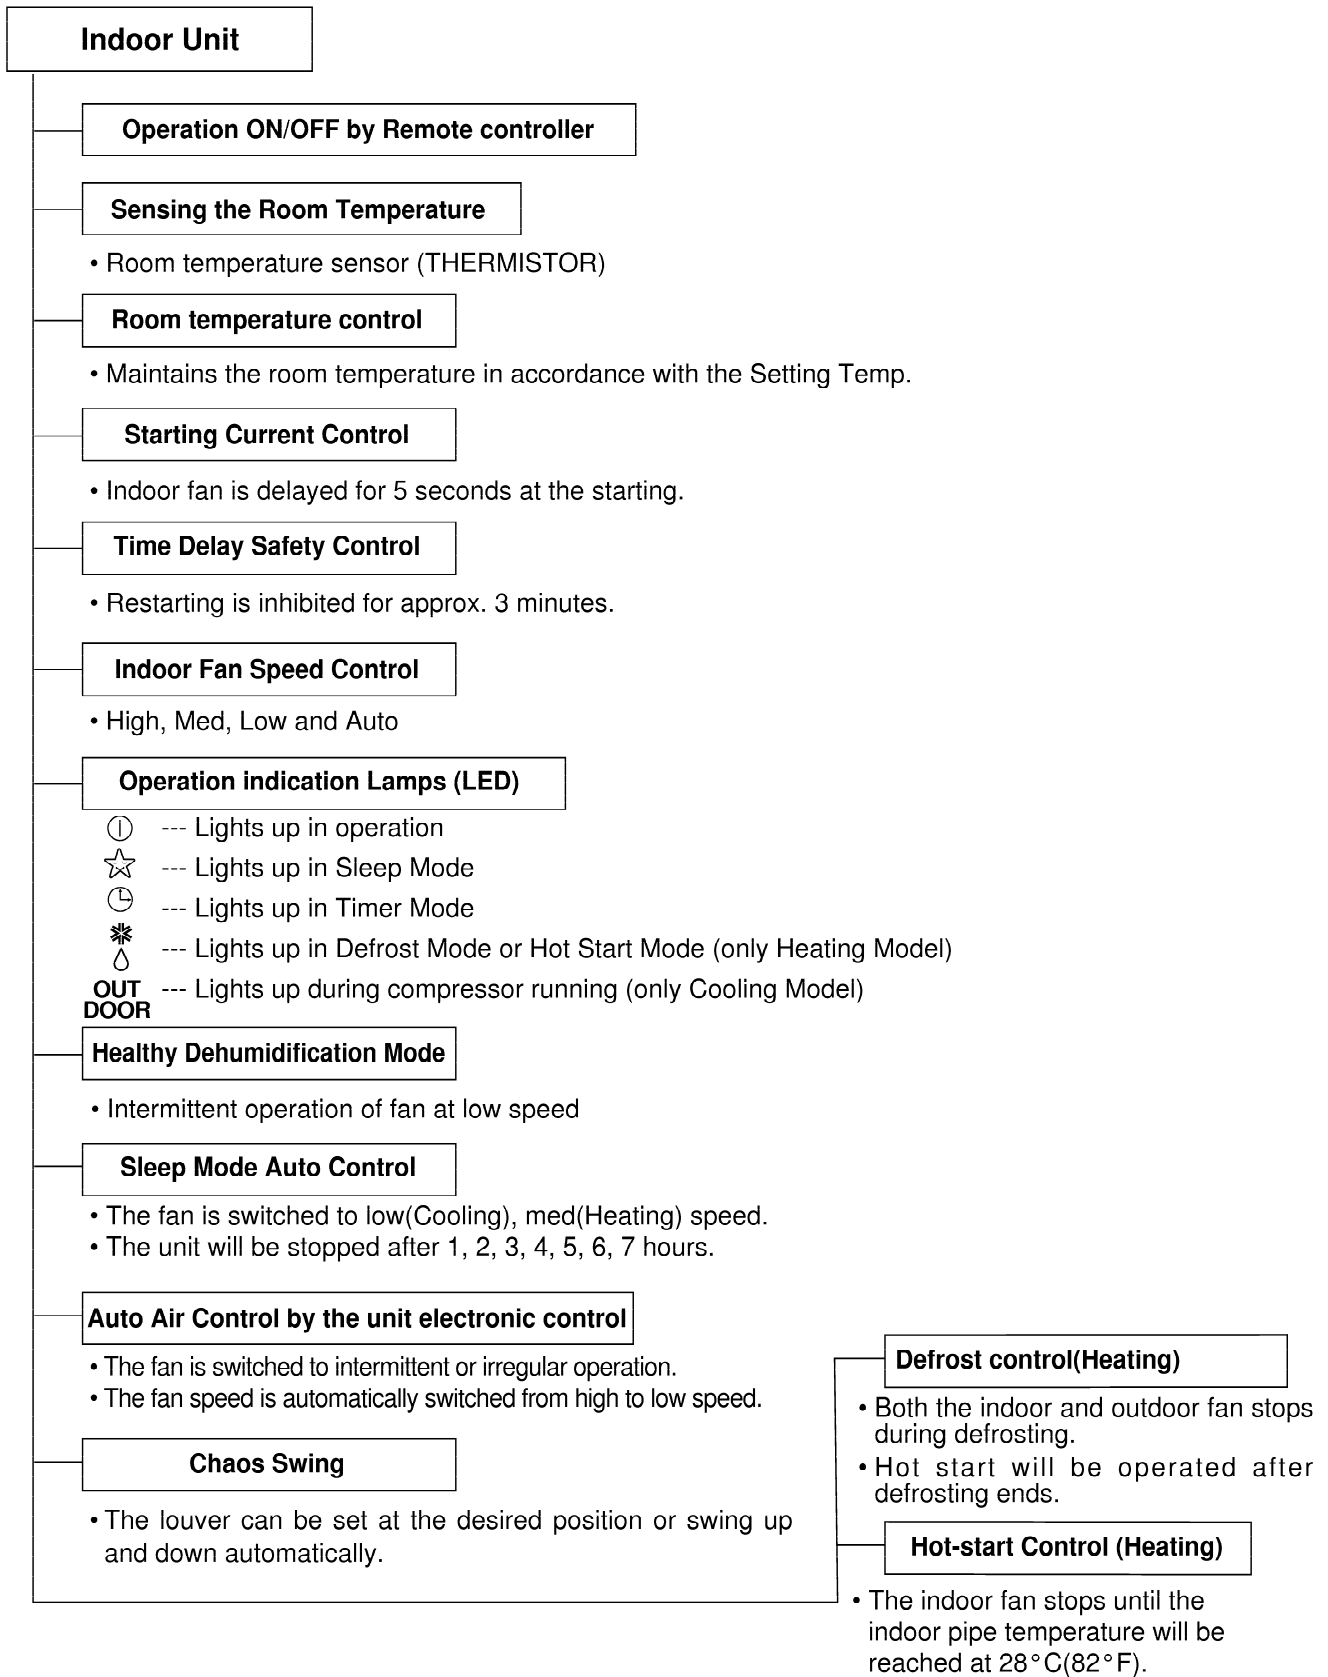 Indoor Unit
Operation ON/OFF by Remote controller
Sensing the Room Temperature
• Room temperature sensor (THERMISTOR)
Room temperature control
• Maintains the room temperature in accordance with the Setting Temp.
Starting Current Control
• Indoor fan is delayed for 5 seconds at the starting.
Time Delay Safety Control
• Restarting is inhibited for approx. 3 minutes.
Indoor Fan Speed Control
• High, Med, Low and Auto
Operation indication Lamps (LED)
--- Lights up in operation
--- Lights up in Sleep Mode
--- Lights up in Timer Mode
--- Lights up in Defrost Mode or Hot Start Mode (only Heating Model)
OUT --- Lights up during compressor running (only Cooling Model)
DOOR
Healthy Dehumidification Mode
• Intermittent operation of fan at low speed
Sleep Mode Auto Control
• The fan is switched to low(Cooling), med(Heating) speed.
• The unit will be stopped after 1, 2, 3, 4, 5, 6, 7 hours.
Auto Air Control by the unit electronic control
• The fan is switched to intermittent or irregular operation.
• The fan speed is automatically switched from high to low speed.
Chaos Swing
• The louver can be set at the desired position or swing up
and down automatically.
Defrost control(Heating)
• Both the indoor and outdoor fan stops
during defrosting.
• Hot start will be operated after
defrosting ends.
Hot-start Control (Heating)
• The indoor fan stops until the
indoor pipe temperature will be
reached at 28°C(82°F).